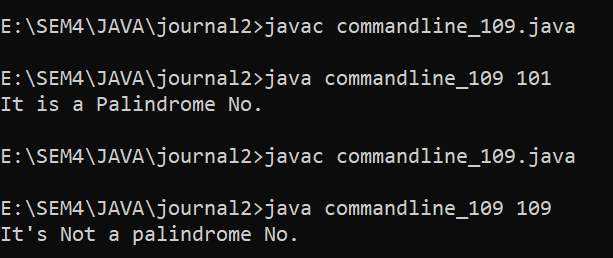 E:\SEM4\JAVA\journal2>javac commandline_109.java
E:\SEM4\JAVA\journal2>java commandline_109 101
It is a Palindrome No.
E:\SEM4\JAVA\journal2>javac commandline_109.java
E:\SEM4\JAVA\journal2>java commandline_109 109
It's Not a palindrome No.